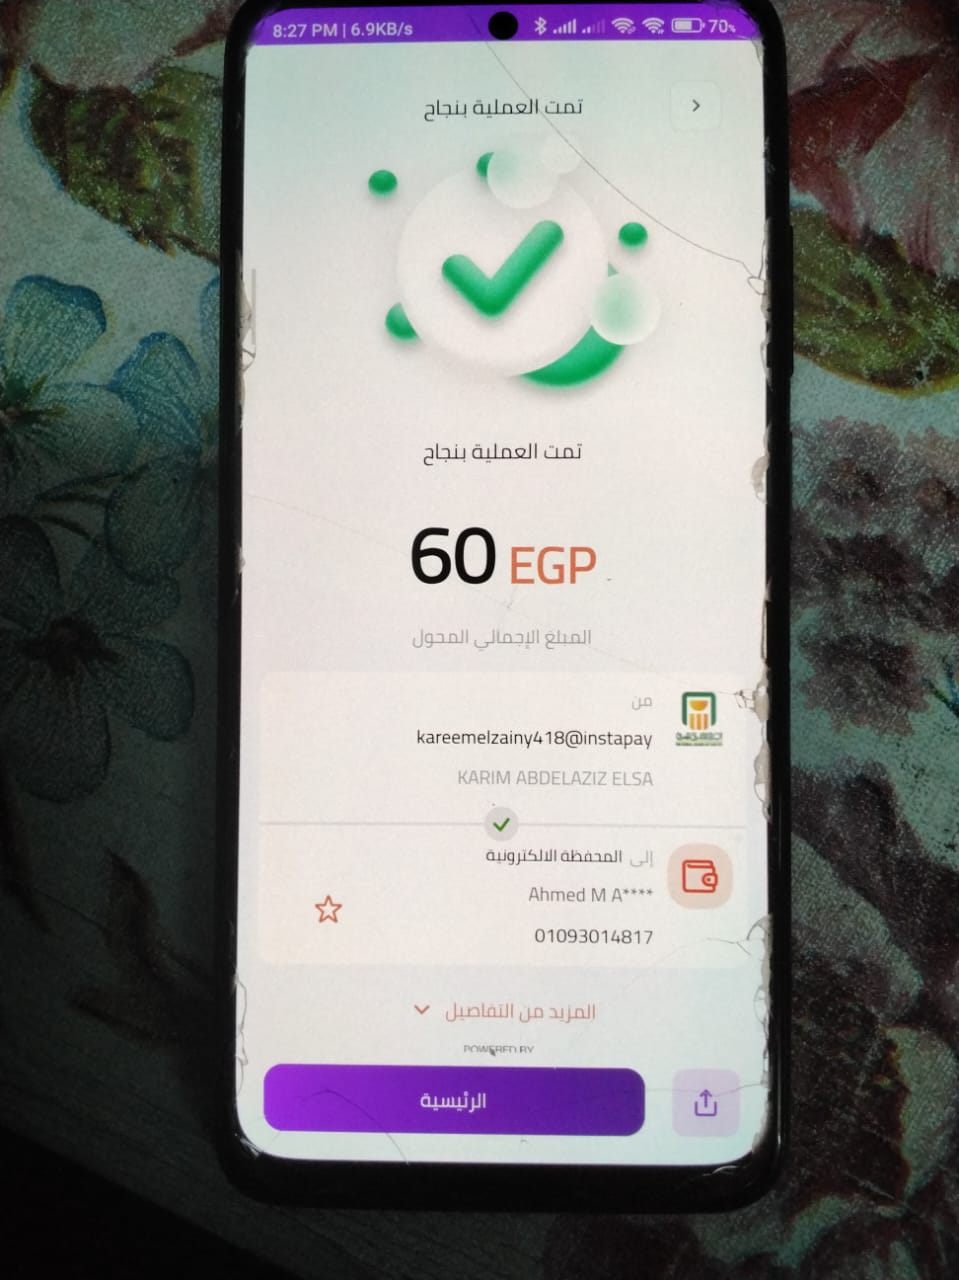 8:27 PM | 6.9KB/s 70%
تمت العملية بنجاح
تمت العملية بنجاح
60 EGP
المبلغ الإجمالي المحول
من
kareemelzainy418@instapay
KARIM ABDELAZIZ ELSA
إلى المحفظة الالكترونية
Ahmed M A****
01093014817
المزيد من التفاصيل
POWERED BY
الرئيسية